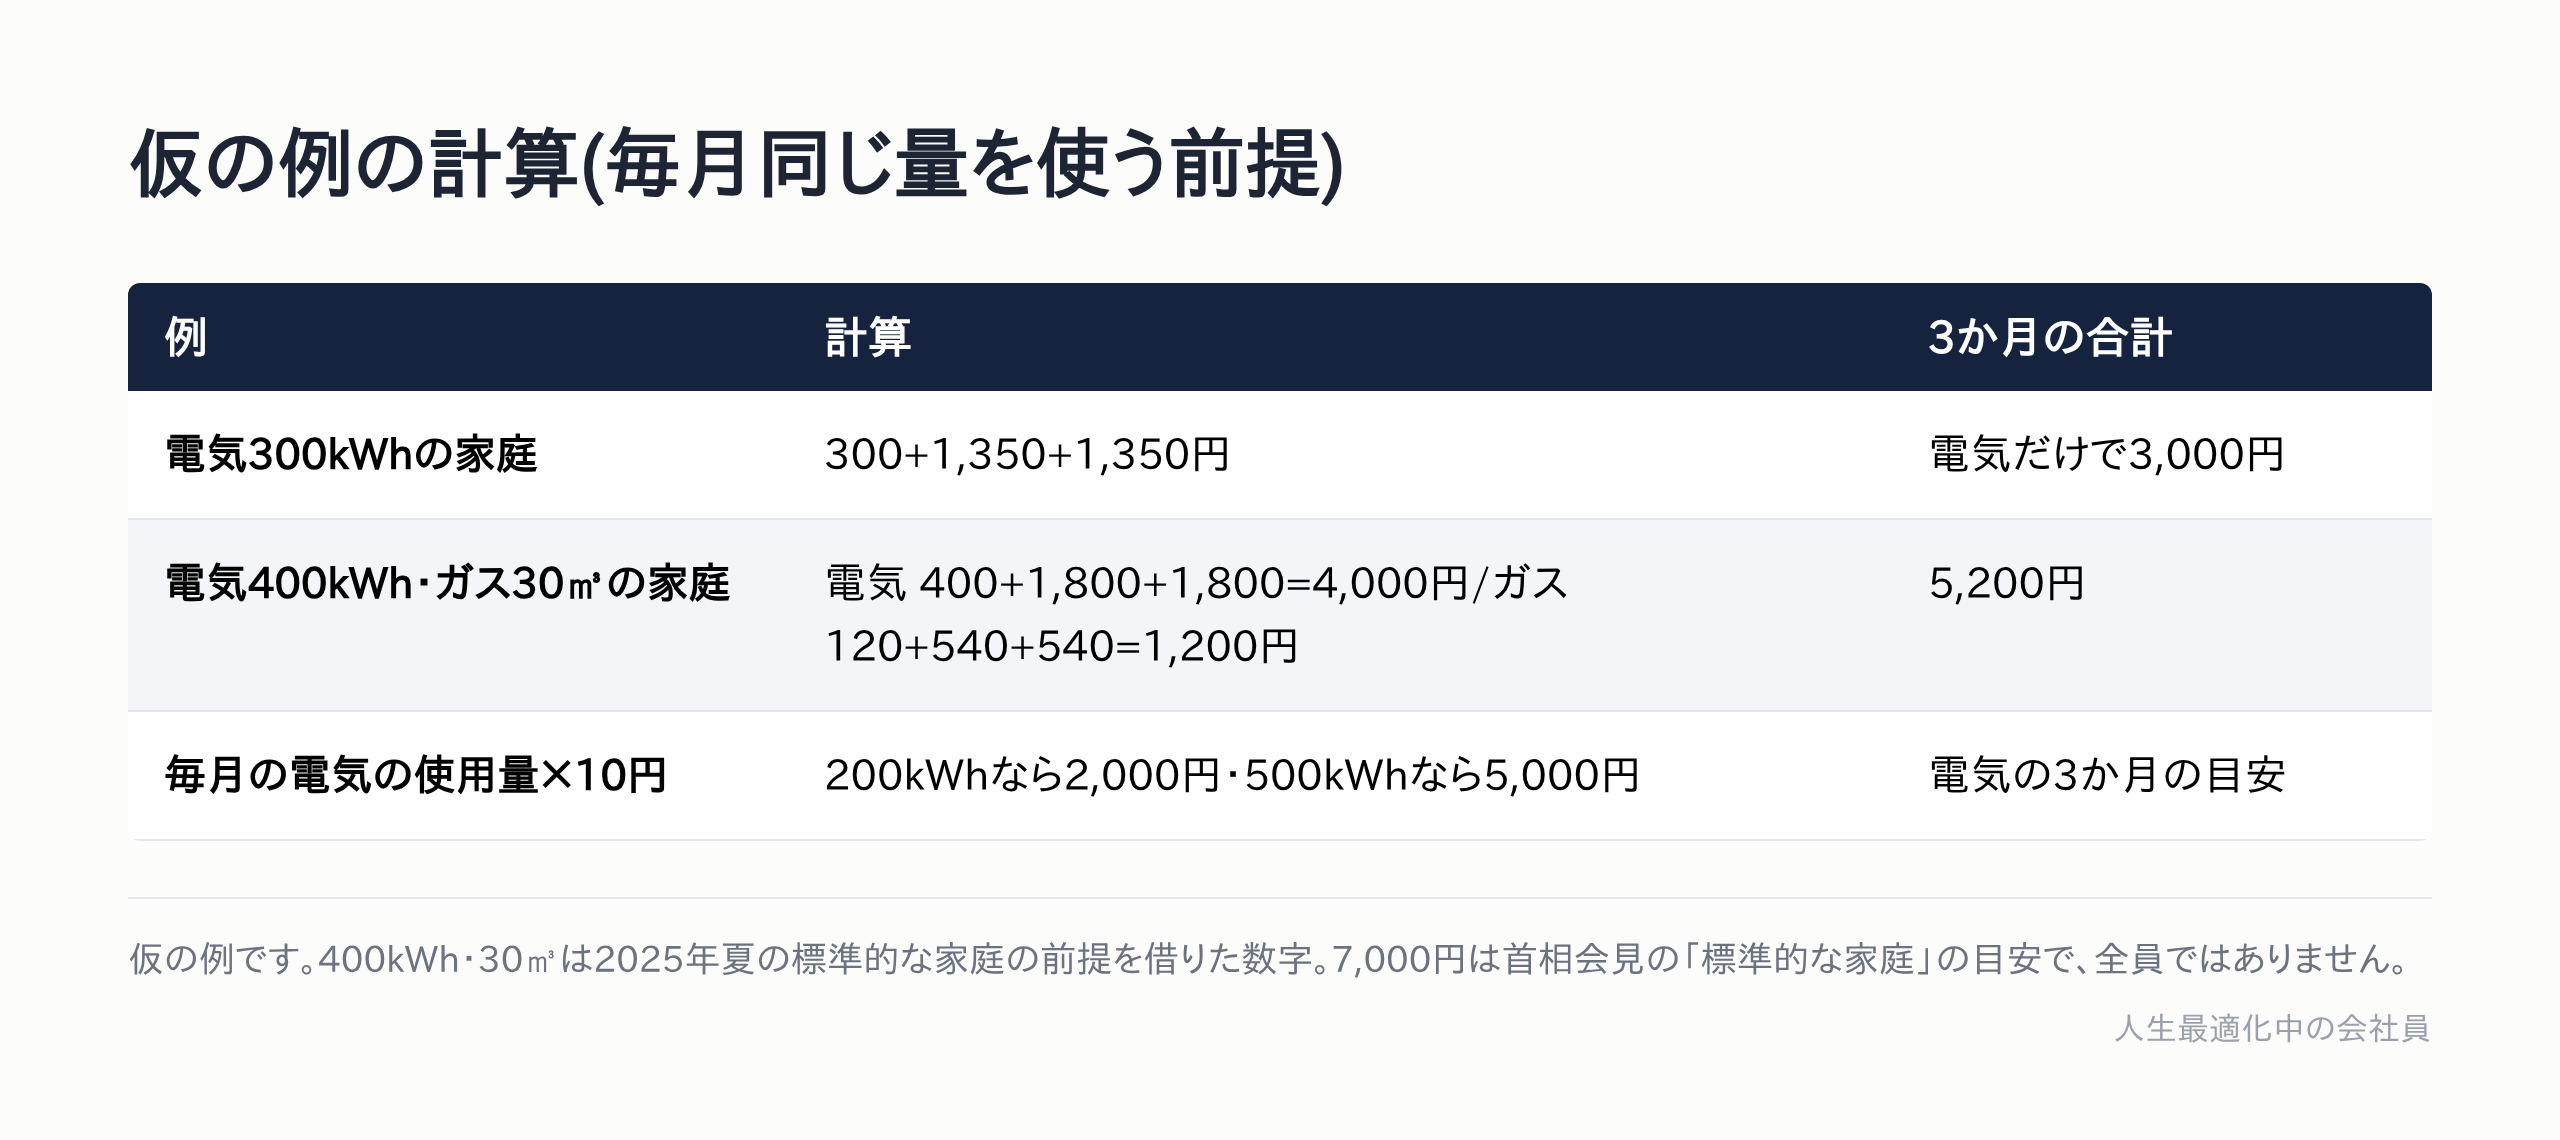 仮の例の計算(毎月同じ量を使う前提)
例 計算 3か月の合計
電気300kWhの家庭 300+1,350+1,350円 電気だけで3,000円
電気400kWh・ガス30㎥の家庭 電気 400+1,800+1,800=4,000円/ガス 5,200円
120+540+540=1,200円
毎月の電気の使用量×10円 200kWhなら2,000円・500kWhなら5,000円 電気の3か月の目安
仮の例です。400kWh・30㎥は2025年夏の標準的な家庭の前提を借りた数字。7,000円は首相会見の「標準的な家庭」の目安で、全員ではありません。
人生最適化中の会社員